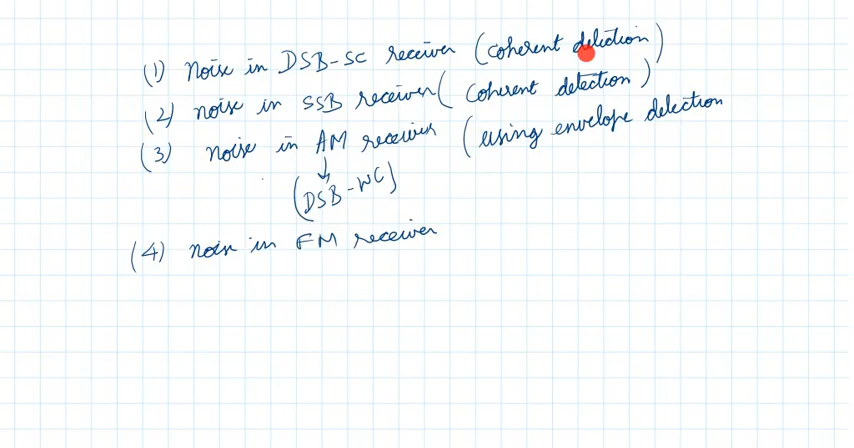 (1) Noise in DSB-SC receiver (coherent detection)
(2) noise in SSB receiver (coherent detection)
(3) noise in AM receiver (using envelope detection
↓
(DSB-WC)
(4) noise in FM receiver